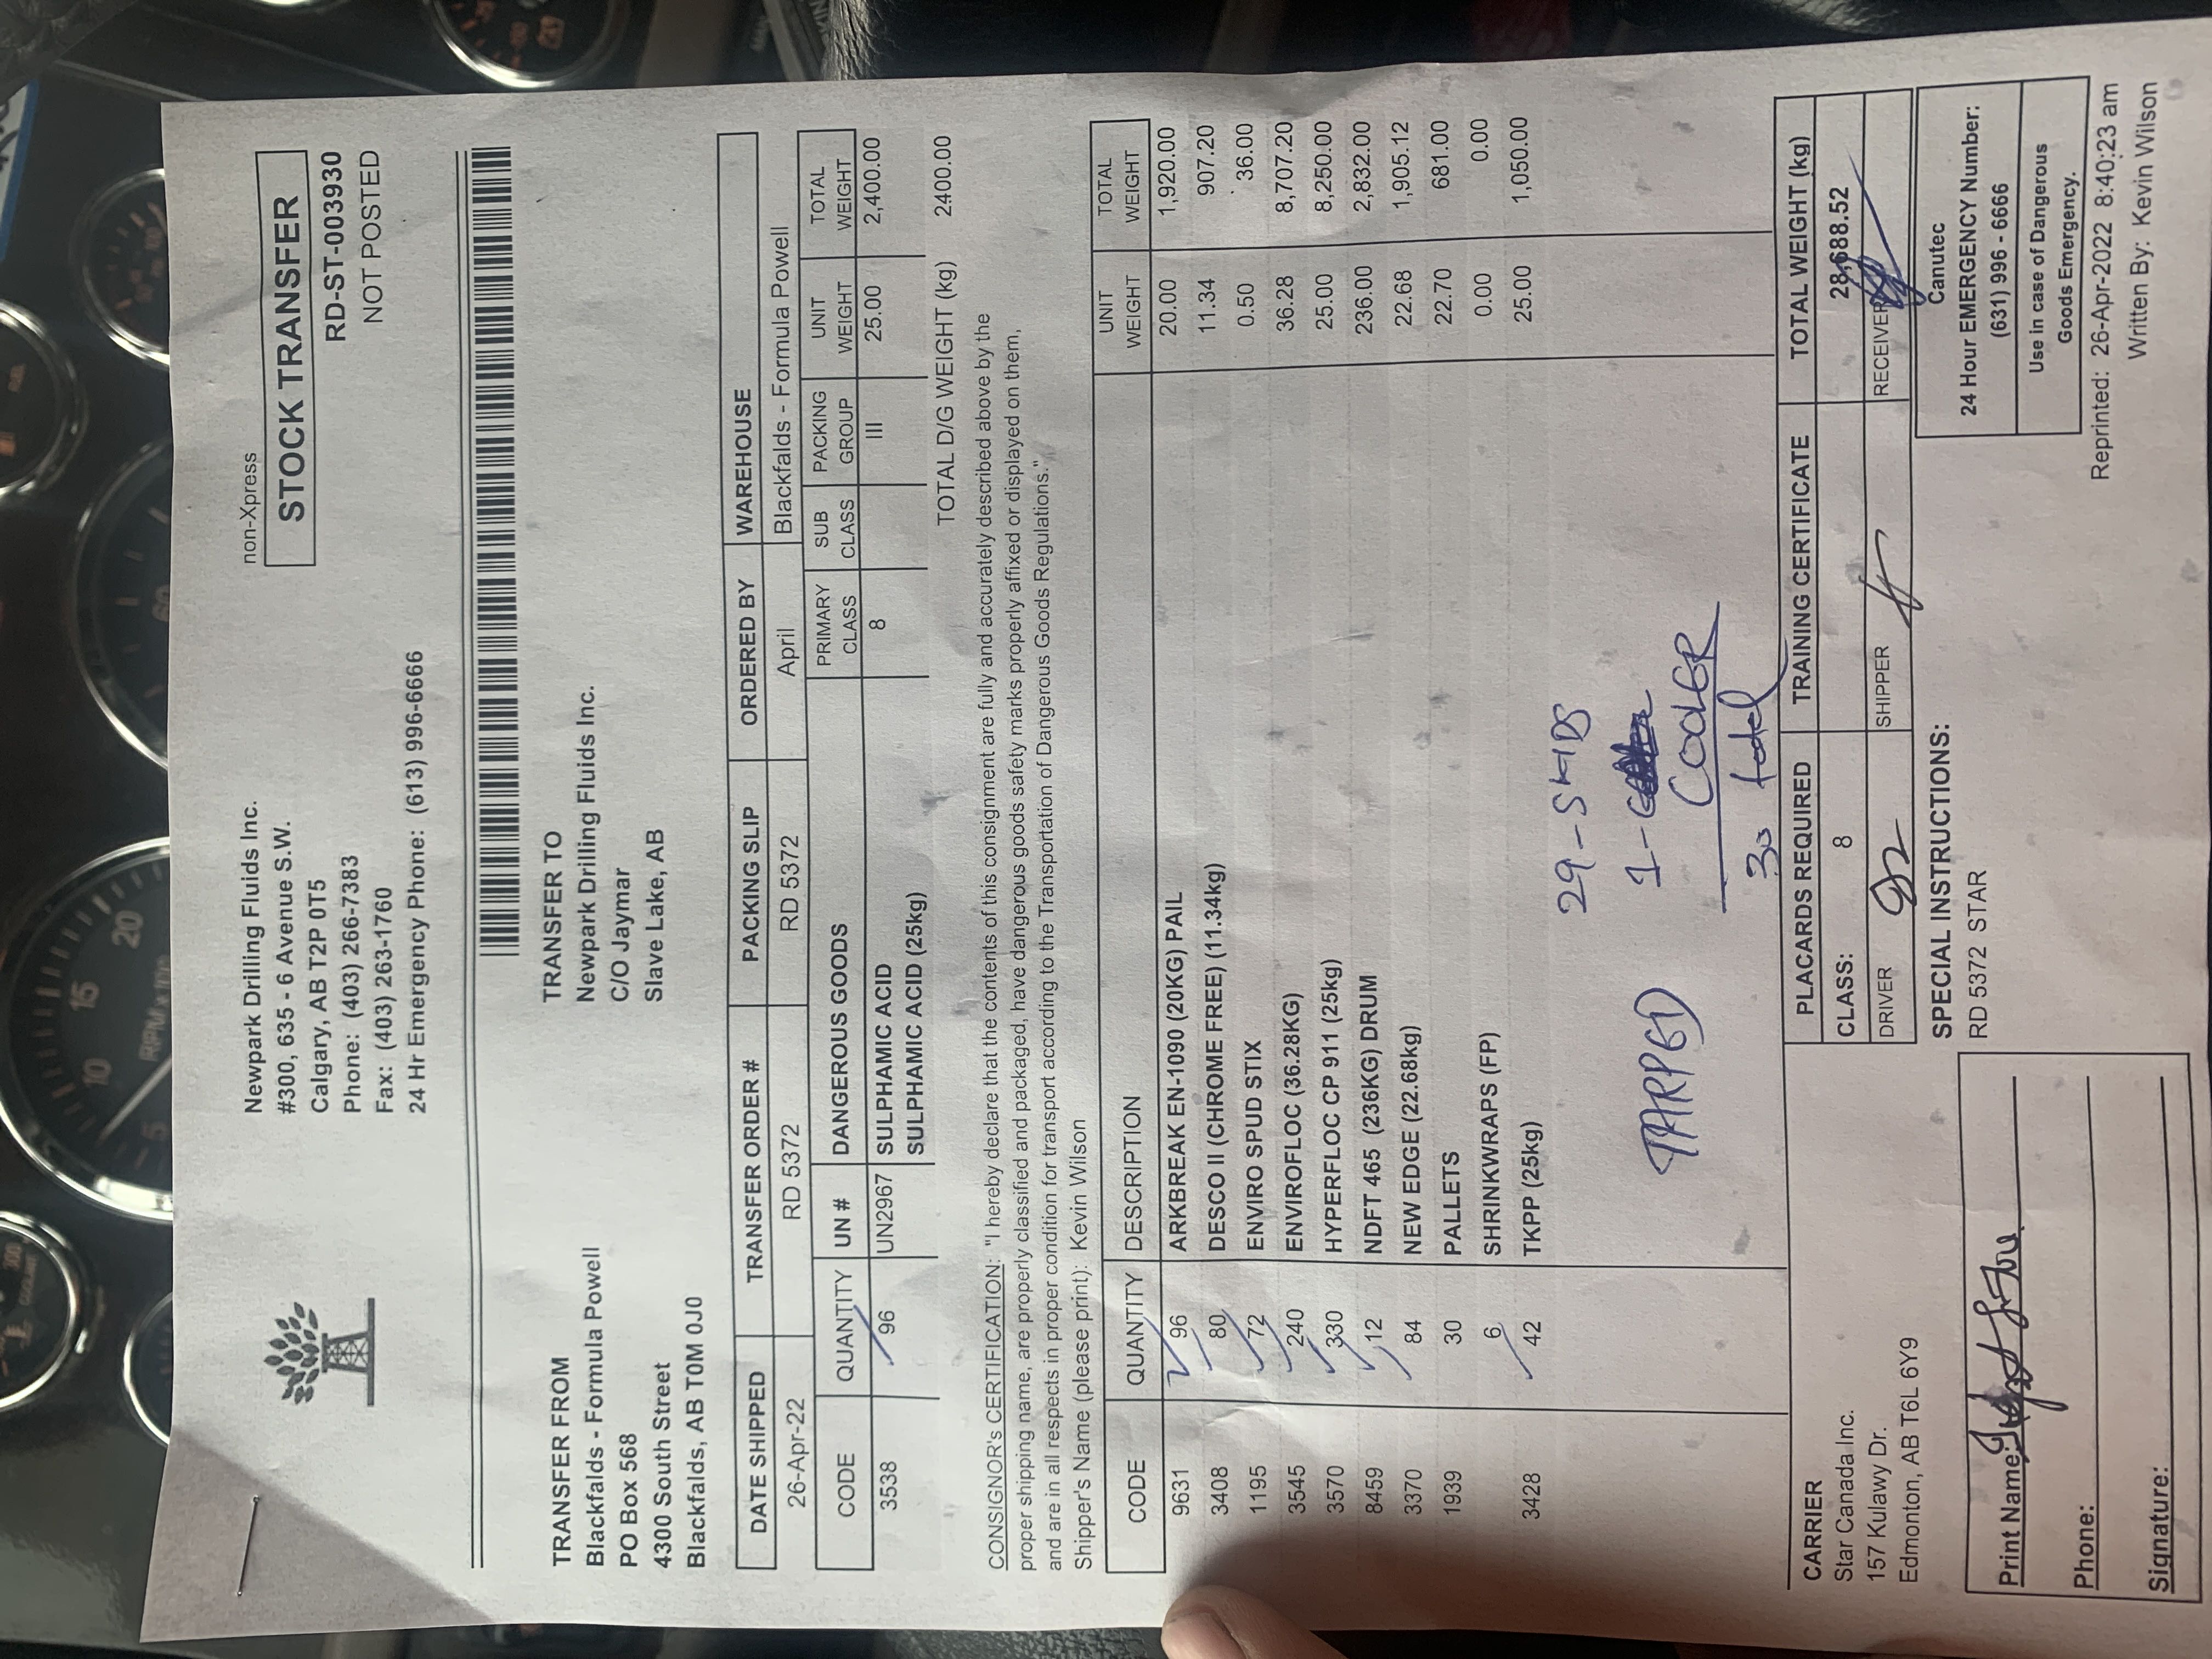 COOLANT
5 10 15 20
RPM x 100
60
FUEL
Newpark Drilling Fluids Inc.
#300, 635 - 6 Avenue S.W.
Calgary, AB T2P 0T5
Phone: (403) 266-7383
Fax: (403) 263-1760
24 Hr Emergency Phone: (613) 996-6666
non-Xpress
STOCK TRANSFER
RD-ST-003930
NOT POSTED
TRANSFER FROM
Blackfalds - Formula Powell
PO Box 568
4300 South Street
Blackfalds, AB T0M 0J0
TRANSFER TO
Newpark Drilling Fluids Inc.
C/O Jaymar
Slave Lake, AB
DATE SHIPPED TRANSFER ORDER # PACKING SLIP ORDERED BY WAREHOUSE
26-Apr-22 RD 5372 RD 5372 April Blackfalds - Formula Powell
CODE QUANTITY UN # DANGEROUS GOODS PRIMARY CLASS SUB CLASS PACKING GROUP UNIT WEIGHT TOTAL WEIGHT
3538 96 UN2967 SULPHAMIC ACID 8 III 25.00 2,400.00
SULPHAMIC ACID (25kg)
TOTAL D/G WEIGHT (kg) 2400.00
CONSIGNOR's CERTIFICATION: "I hereby declare that the contents of this consignment are fully and accurately described above by the
proper shipping name, are properly classified and packaged, have dangerous goods safety marks properly affixed or displayed on them,
and are in all respects in proper condition for transport according to the Transportation of Dangerous Goods Regulations."
Shipper's Name (please print): Kevin Wilson
CODE QUANTITY DESCRIPTION UNIT WEIGHT TOTAL WEIGHT
9631 96 ARKBREAK EN-1090 (20KG) PAIL 20.00 1,920.00
3408 80 DESCO II (CHROME FREE) (11.34kg) 11.34 907.20
1195 72 ENVIRO SPUD STIX 0.50 36.00
3545 240 ENVIROFLOC (36.28KG) 36.28 8,707.20
3570 330 HYPERFLOC CP 911 (25kg) 25.00 8,250.00
8459 12 NDFT 465 (236KG) DRUM 236.00 2,832.00
3370 84 NEW EDGE (22.68kg) 22.68 1,905.12
1939 30 PALLETS 22.70 681.00
6 SHRINKWRAPS (FP) 0.00 0.00
3428 42 TKPP (25kg) 25.00 1,050.00
29-SKIDS
1-
TARPED
COOLER
30 total
CARRIER
Star Canada Inc.
157 Kulawy Dr.
Edmonton, AB T6L 6Y9
PLACARDS REQUIRED TRAINING CERTIFICATE TOTAL WEIGHT (kg)
CLASS: 8 28,688.52
DRIVER SHIPPER RECEIVER
SPECIAL INSTRUCTIONS:
RD 5372 STAR
Print Name:
Phone:
Signature:
Canutec
24 Hour EMERGENCY Number:
(631) 996 - 6666
Use in case of Dangerous
Goods Emergency.
Reprinted: 26-Apr-2022 8:40:23 am
Written By: Kevin Wilson